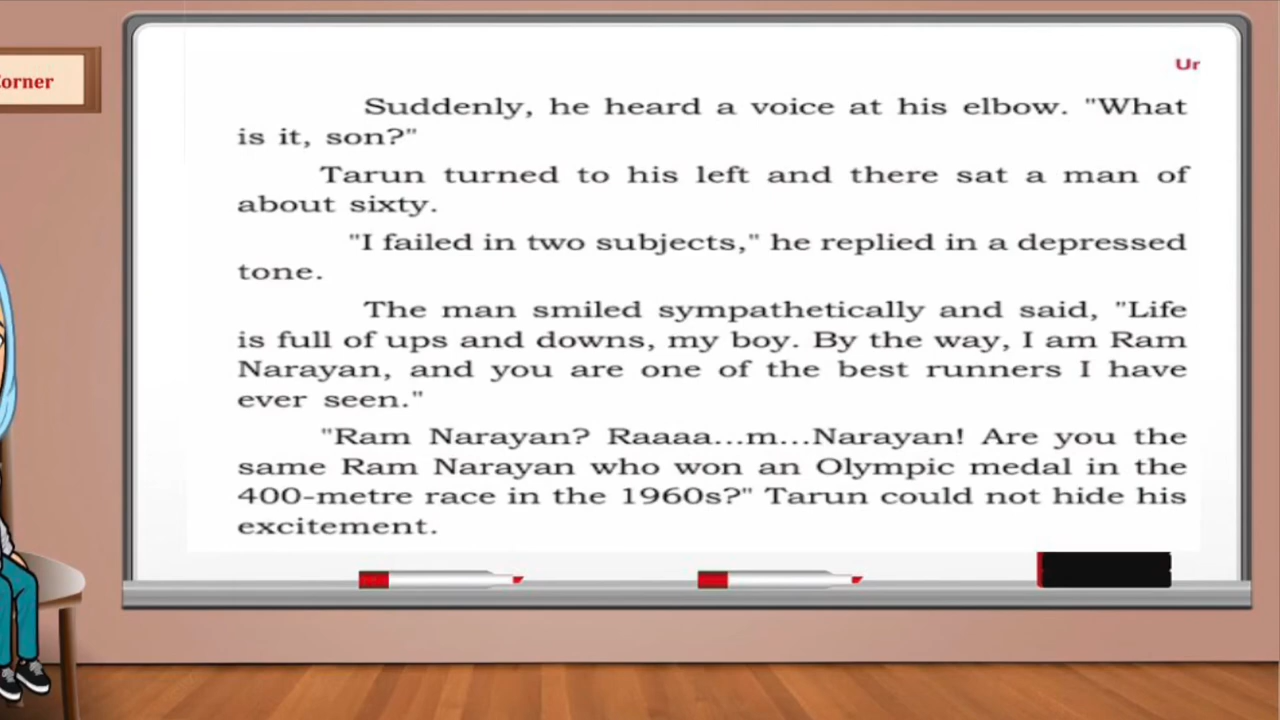 Corner
Ur
Suddenly, he heard a voice at his elbow. "What
is it, son?"
Tarun turned to his left and there sat a man of
about sixty.
"I failed in two subjects," he replied in a depressed
tone.
The man smiled sympathetically and said, "Life
is full of ups and downs, my boy. By the way, I am Ram
Narayan, and you are one of the best runners I have
ever seen."
"Ram Narayan? Raaaa...m...Narayan! Are you the
same Ram Narayan who won an Olympic medal in the
400-metre race in the 1960s?" Tarun could not hide his
excitement.